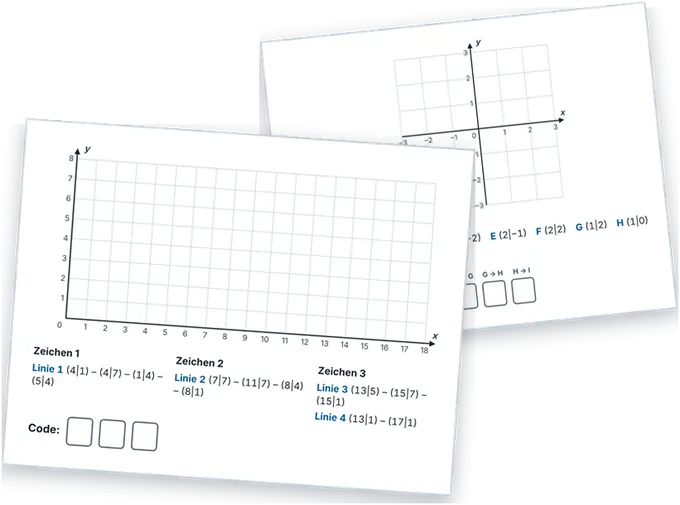 y
8
7
6
5
4
3
2
1
0
1 2 3 4 5 6 7 8 9 10 11 12 13 14 15 16 17 18
x
Zeichen 1
Linie 1 (4|1) – (4|7) – (1|4) –
(5|4)
Zeichen 2
Linie 2 (7|7) – (11|7) – (8|4)
– (8|1)
Zeichen 3
Linie 3 (13|5) – (15|7) –
(15|1)
Linie 4 (13|1) – (17|1)
Code:
y
3
2
1
x
–3 –2 –1 0 1 2 3
–1
–2
–3
-2) E (2|–1) F (2|2) G (1|2) H (1|0)
G G→H H→I